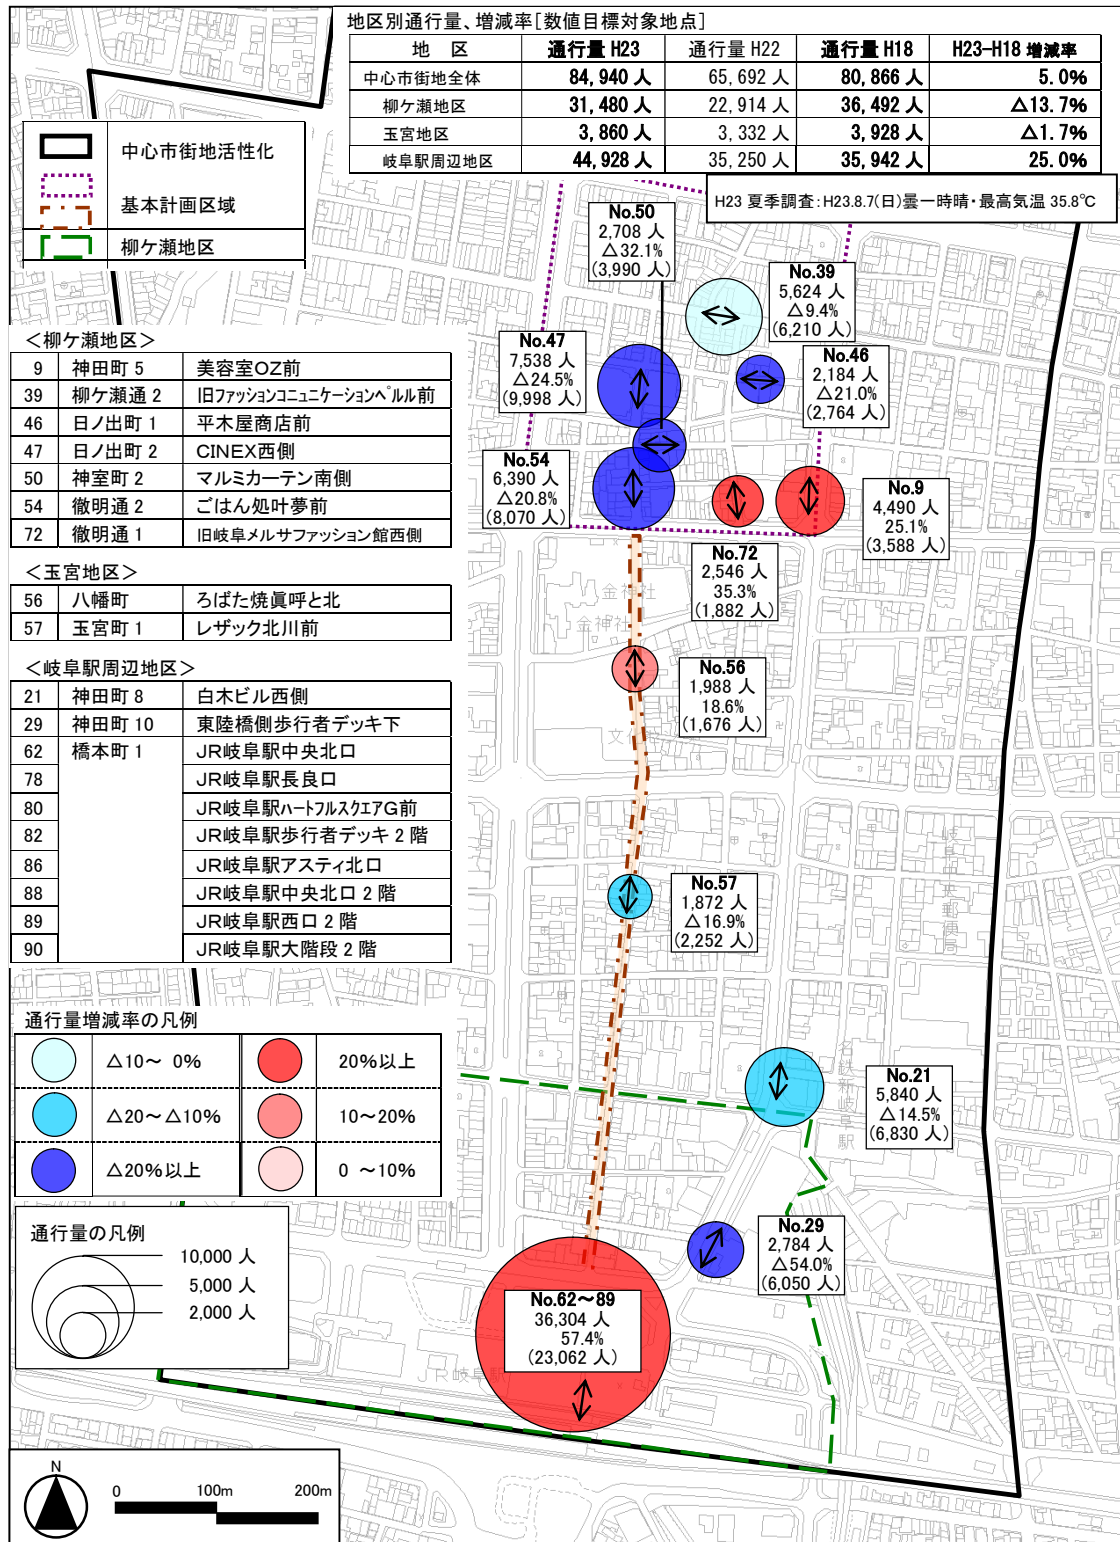 地区別通行量、増減率[数値目標対象地点]
地 区 通行量 H23 通行量 H22 通行量 H18 H23-H18 増減率
中心市街地全体 84,940 人 65,692 人 80,866 人 5.0%
柳ケ瀬地区 31,480 人 22,914 人 36,492 人 △13.7%
玉宮地区 3,860 人 3,332 人 3,928 人 △1.7%
岐阜駅周辺地区 44,928 人 35,250 人 35,942 人 25.0%
H23 夏季調査：H23.8.7(日)曇一時晴・最高気温 35.8℃
中心市街地活性化
基本計画区域
柳ケ瀬地区
No.50
2,708 人
△32.1%
(3,990 人)
No.39
5,624 人
△9.4%
(6,210 人)
No.47
7,538 人
△24.5%
(9,998 人)
No.46
2,184 人
△21.0%
(2,764 人)
No.54
6,390 人
△20.8%
(8,070 人)
No.9
4,490 人
25.1%
(3,588 人)
No.72
2,546 人
35.3%
(1,882 人)
金神社
金神社
No.56
1,988 人
18.6%
(1,676 人)
No.57
1,872 人
△16.9%
(2,252 人)
岐阜中央郵便局
名鉄新岐阜駅
No.21
5,840 人
△14.5%
(6,830 人)
No.29
2,784 人
△54.0%
(6,050 人)
No.62～89
36,304 人
57.4%
(23,062 人)
JR岐阜駅
＜柳ケ瀬地区＞
9 神田町 5 美容室OZ前
39 柳ケ瀬通 2 旧ファッションコミュニケーションベルル前
46 日ノ出町 1 平木屋商店前
47 日ノ出町 2 CINEX西側
50 神室町 2 マルミカーテン南側
54 徹明通 2 ごはん処叶夢前
72 徹明通 1 旧岐阜メルサファッション館西側
＜玉宮地区＞
56 八幡町 ろばた焼眞呼と北
57 玉宮町 1 レザック北川前
＜岐阜駅周辺地区＞
21 神田町 8 白木ビル西側
29 神田町 10 東陸橋側歩行者デッキ下
62 橋本町 1 JR岐阜駅中央北口
78 JR岐阜駅長良口
80 JR岐阜駅ハートフルスクエアG前
82 JR岐阜駅歩行者デッキ 2 階
86 JR岐阜駅アスティ北口
88 JR岐阜駅中央北口 2 階
89 JR岐阜駅西口 2 階
90 JR岐阜駅大階段 2 階
通行量増減率の凡例
△10～ 0% 20%以上
△20～△10% 10～20%
△20%以上 0 ～10%
通行量の凡例
10,000 人
5,000 人
2,000 人
N
0 100m 200m